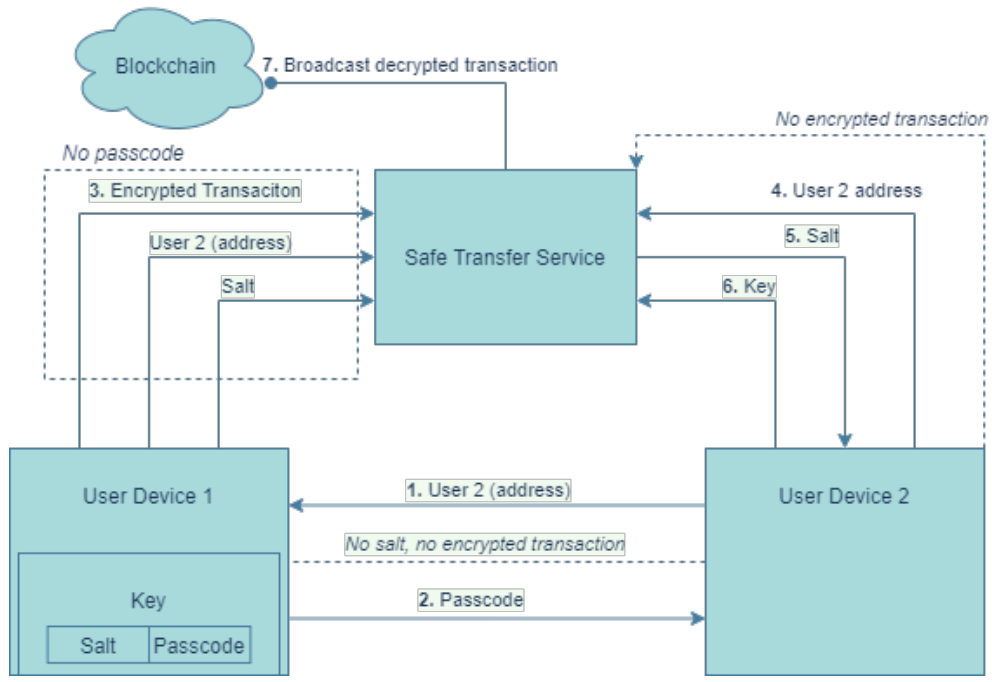 Blockchain
7. Broadcast decrypted transaction
No encrypted transaction
No passcode
3. Encrypted Transaciton
4. User 2 address
User 2 (address)
5. Salt
Safe Transfer Service
Salt
6. Key
User Device 1
1. User 2 (address)
User Device 2
No salt, no encrypted transaction
Key
2. Passcode
Salt
Passcode